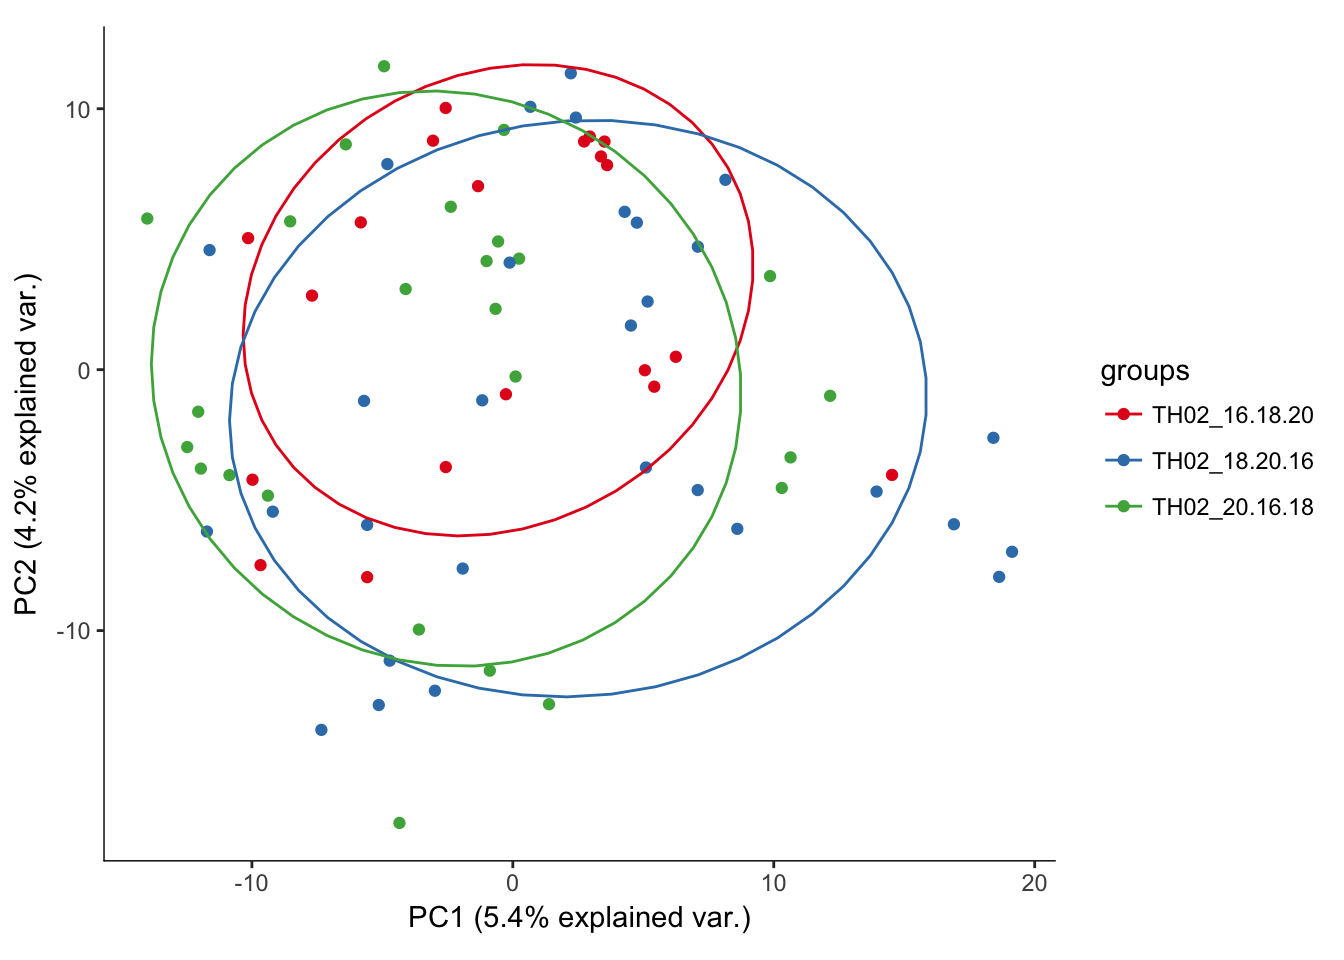 10
0
-10
PC2 (4.2% explained var.)
-10
0
10
20
PC1 (5.4% explained var.)
groups
TH02_16.18.20
TH02_18.20.16
TH02_20.16.18